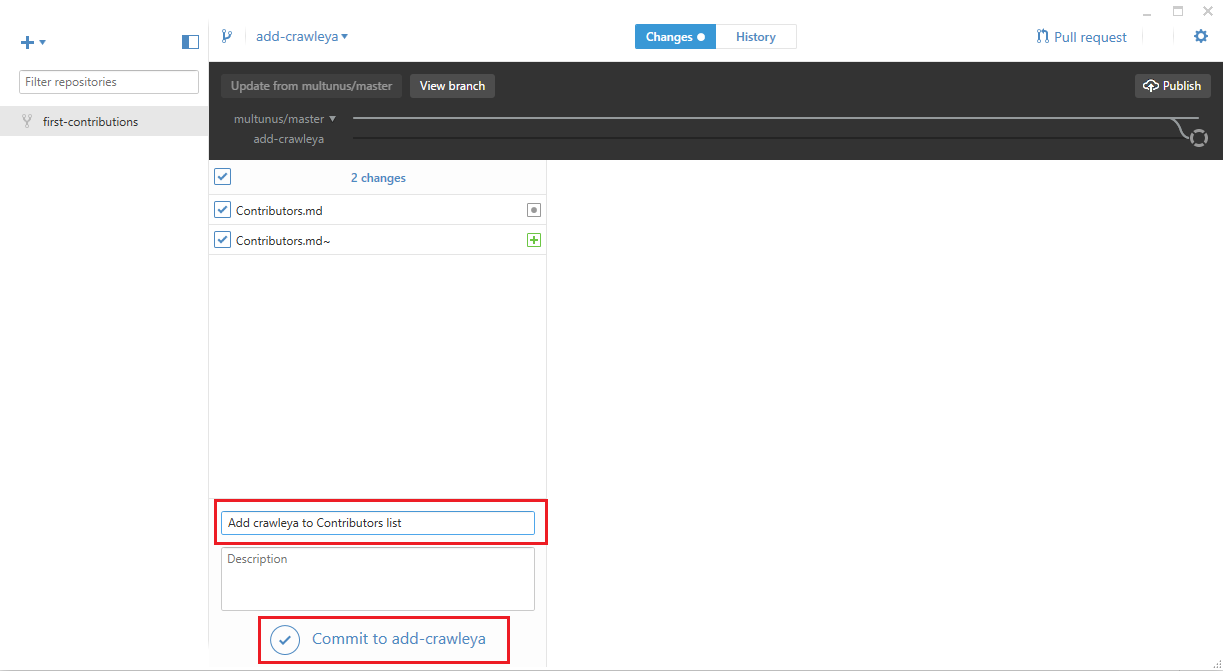 add-crawleya
Changes
History
Pull request
Filter repositories
first-contributions
Update from multunus/master
View branch
Publish
multunus/master
add-crawleya
2 changes
Contributors.md
Contributors.md~
Add crawleya to Contributors list
Description
Commit to add-crawleya